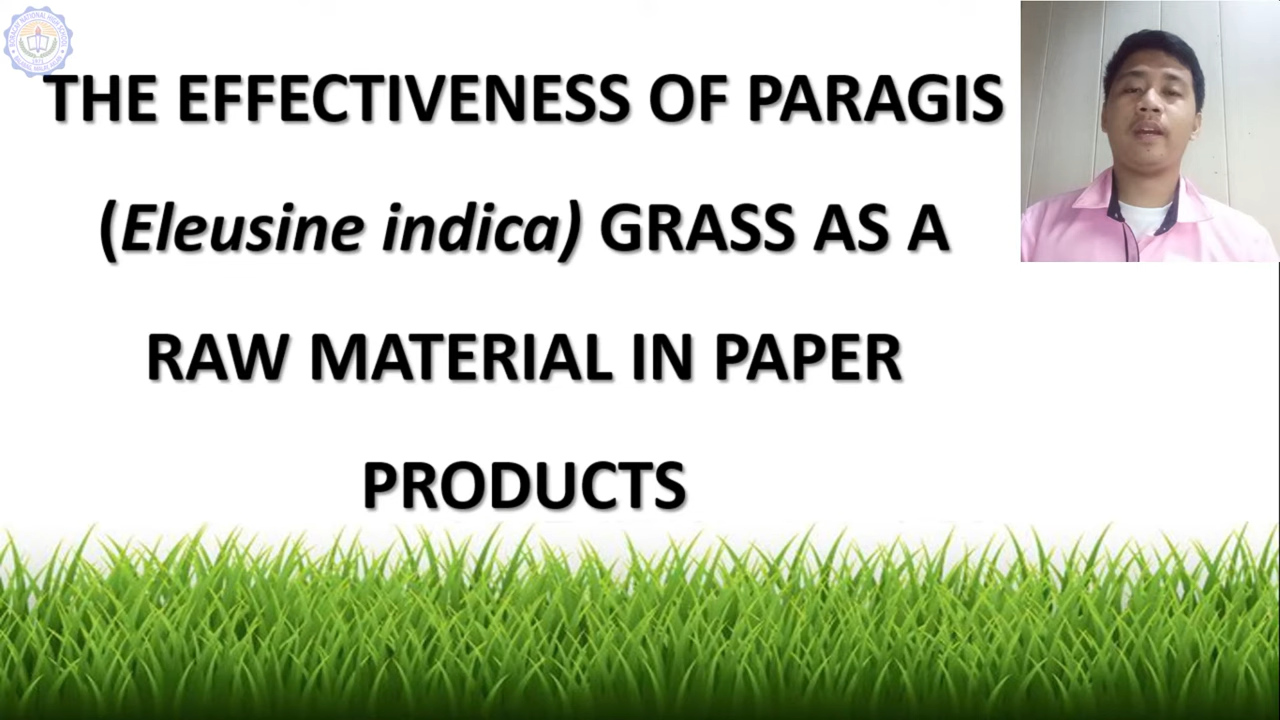 THE EFFECTIVENESS OF PARAGIS
(Eleusine indica) GRASS AS A
RAW MATERIAL IN PAPER
PRODUCTS